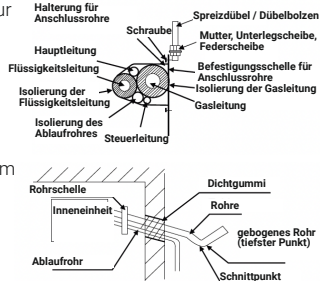 ur
Halterung für
Anschlussrohre
Schraube
Spreizdübel / Dübelbolzen
Mutter, Unterlegscheibe,
Federscheibe
Hauptleitung
Flüssigkeitsleitung
Befestigungsschelle für
Anschlussrohre
Isolierung der
Flüssigkeitsleitung
Isolierung der Gasleitung
Gasleitung
Isolierung des
Ablaufrohres
Steuerleitung
m
Rohrschelle
Dichtgummi
Inneneinheit
Rohre
gebogenes Rohr
(tiefster Punkt)
Ablaufrohr
Schnittpunkt